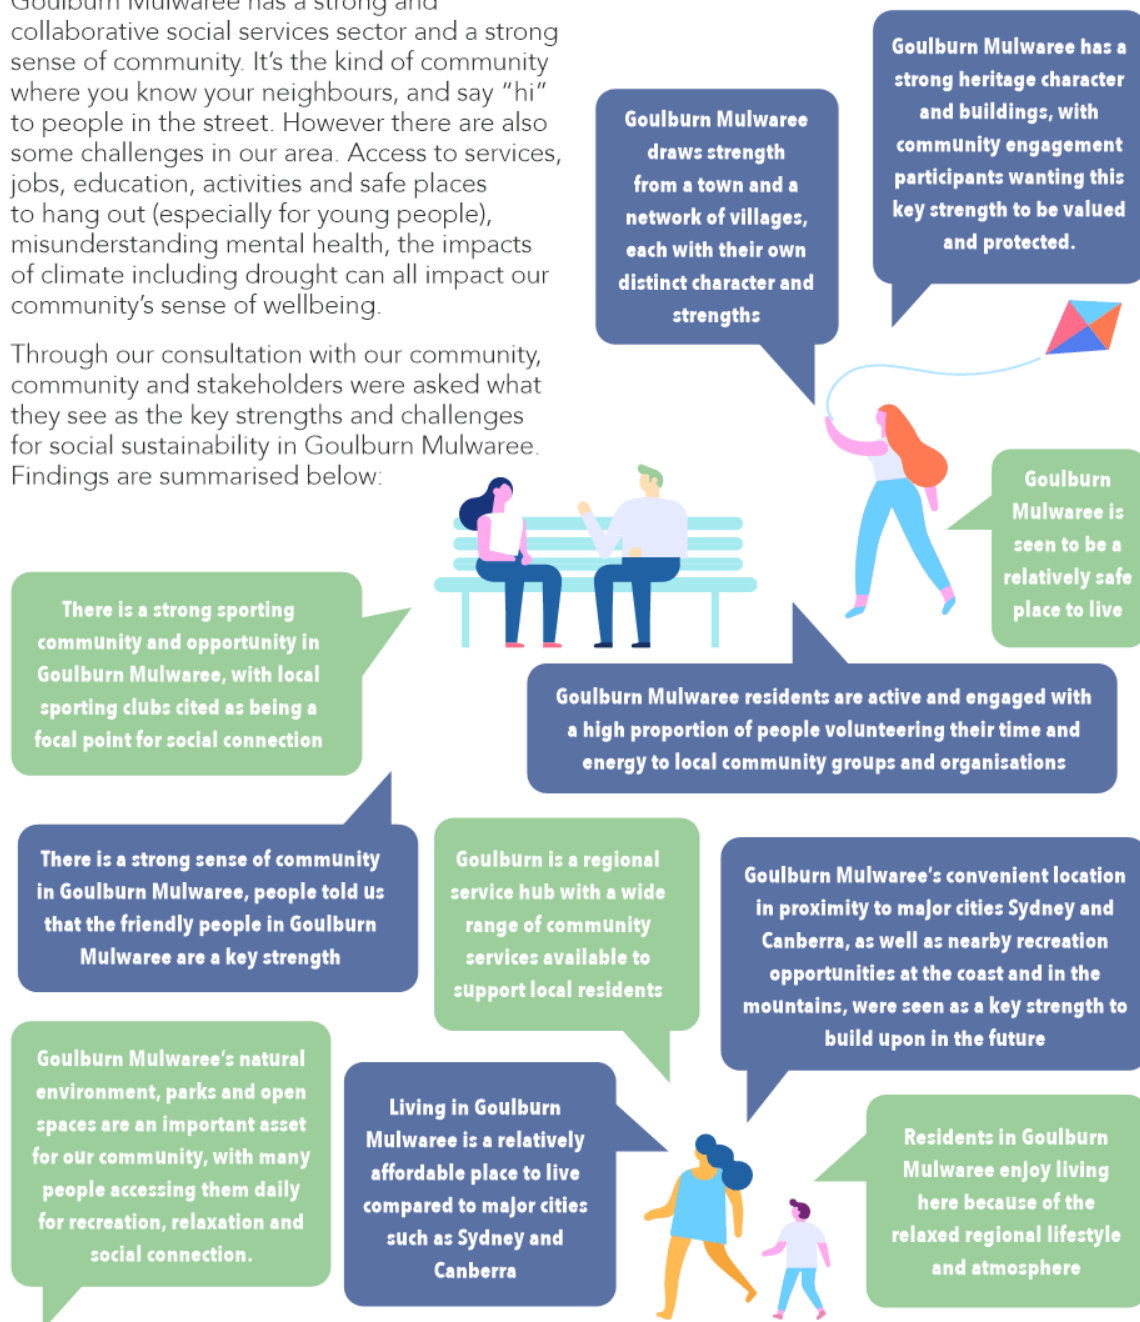 Goulburn Mulwaree has a strong and
collaborative social services sector and a strong
sense of community. It’s the kind of community
where you know your neighbours, and say “hi”
to people in the street. However there are also
some challenges in our area. Access to services,
jobs, education, activities and safe places
to hang out (especially for young people),
misunderstanding mental health, the impacts
of climate including drought can all impact our
community’s sense of wellbeing.
Through our consultation with our community,
community and stakeholders were asked what
they see as the key strengths and challenges
for social sustainability in Goulburn Mulwaree.
Findings are summarised below:
Goulburn Mulwaree
draws strength
from a town and a
network of villages,
each with their own
distinct character and
strengths
Goulburn Mulwaree has a
strong heritage character
and buildings, with
community engagement
participants wanting this
key strength to be valued
and protected.
Goulburn
Mulwaree is
seen to be a
relatively safe
place to live
There is a strong sporting
community and opportunity in
Goulburn Mulwaree, with local
sporting clubs cited as being a
focal point for social connection
Goulburn Mulwaree residents are active and engaged with
a high proportion of people volunteering their time and
energy to local community groups and organisations
There is a strong sense of community
in Goulburn Mulwaree, people told us
that the friendly people in Goulburn
Mulwaree are a key strength
Goulburn is a regional
service hub with a wide
range of community
services available to
support local residents
Goulburn Mulwaree’s convenient location
in proximity to major cities Sydney and
Canberra, as well as nearby recreation
opportunities at the coast and in the
mountains, were seen as a key strength to
build upon in the future
Goulburn Mulwaree’s natural
environment, parks and open
spaces are an important asset
for our community, with many
people accessing them daily
for recreation, relaxation and
social connection.
Living in Goulburn
Mulwaree is a relatively
affordable place to live
compared to major cities
such as Sydney and
Canberra
Residents in Goulburn
Mulwaree enjoy living
here because of the
relaxed regional lifestyle
and atmosphere